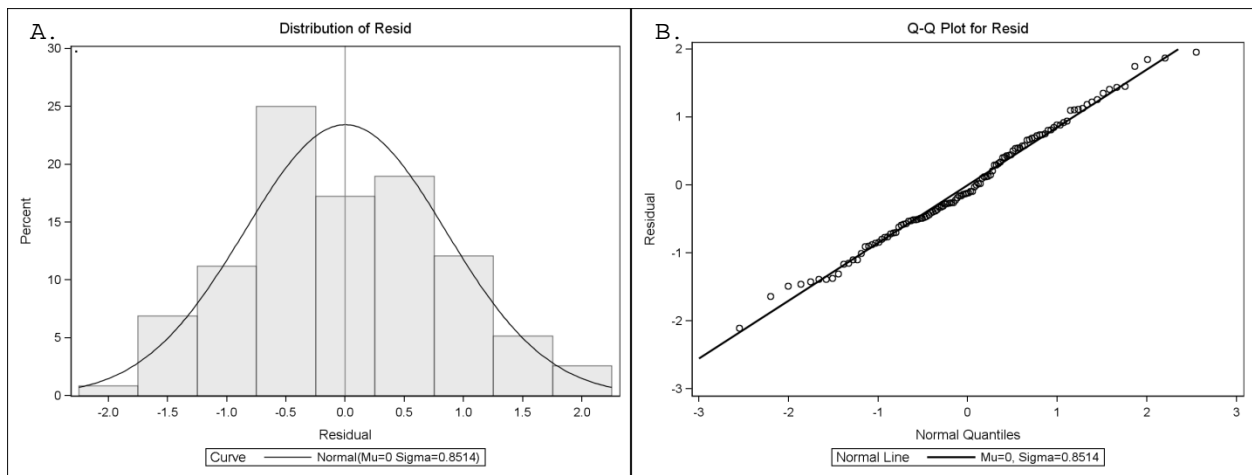 A.
Distribution of Resid
30
25
20
15
10
5
0
Percent
-2.0 -1.5 -1.0 -0.5 0.0 0.5 1.0 1.5 2.0
Residual
Curve Normal(Mu=0 Sigma=0.8514)
B.
Q-Q Plot for Resid
2
1
0
-1
-2
-3
Residual
-3 -2 -1 0 1 2 3
Normal Quantiles
Normal Line Mu=0, Sigma=0.8514